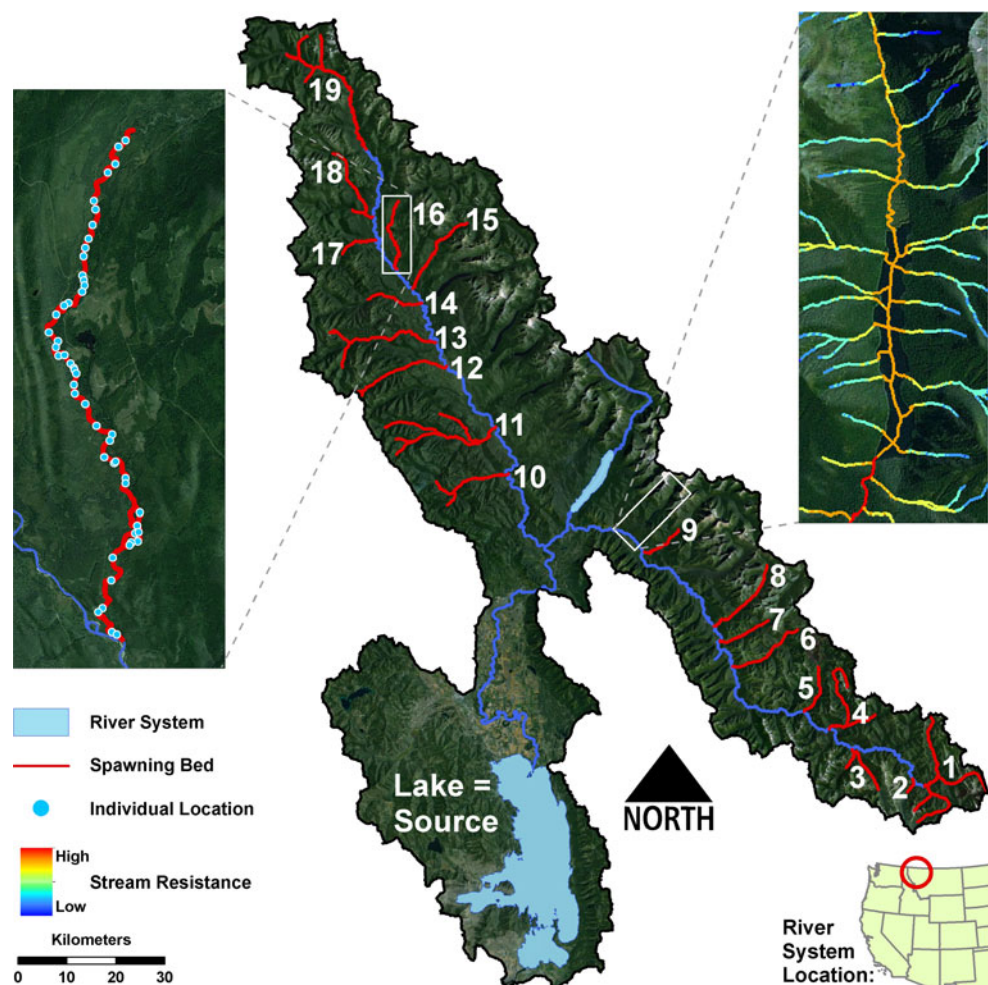 19
18
16
15
17
14
13
12
11
10
9
8
7
6
5
4
3
2
1
Lake =
Source
NORTH
River System
Spawning Bed
Individual Location
High
Stream Resistance
Low
Kilometers
0 10 20 30
River
System
Location: